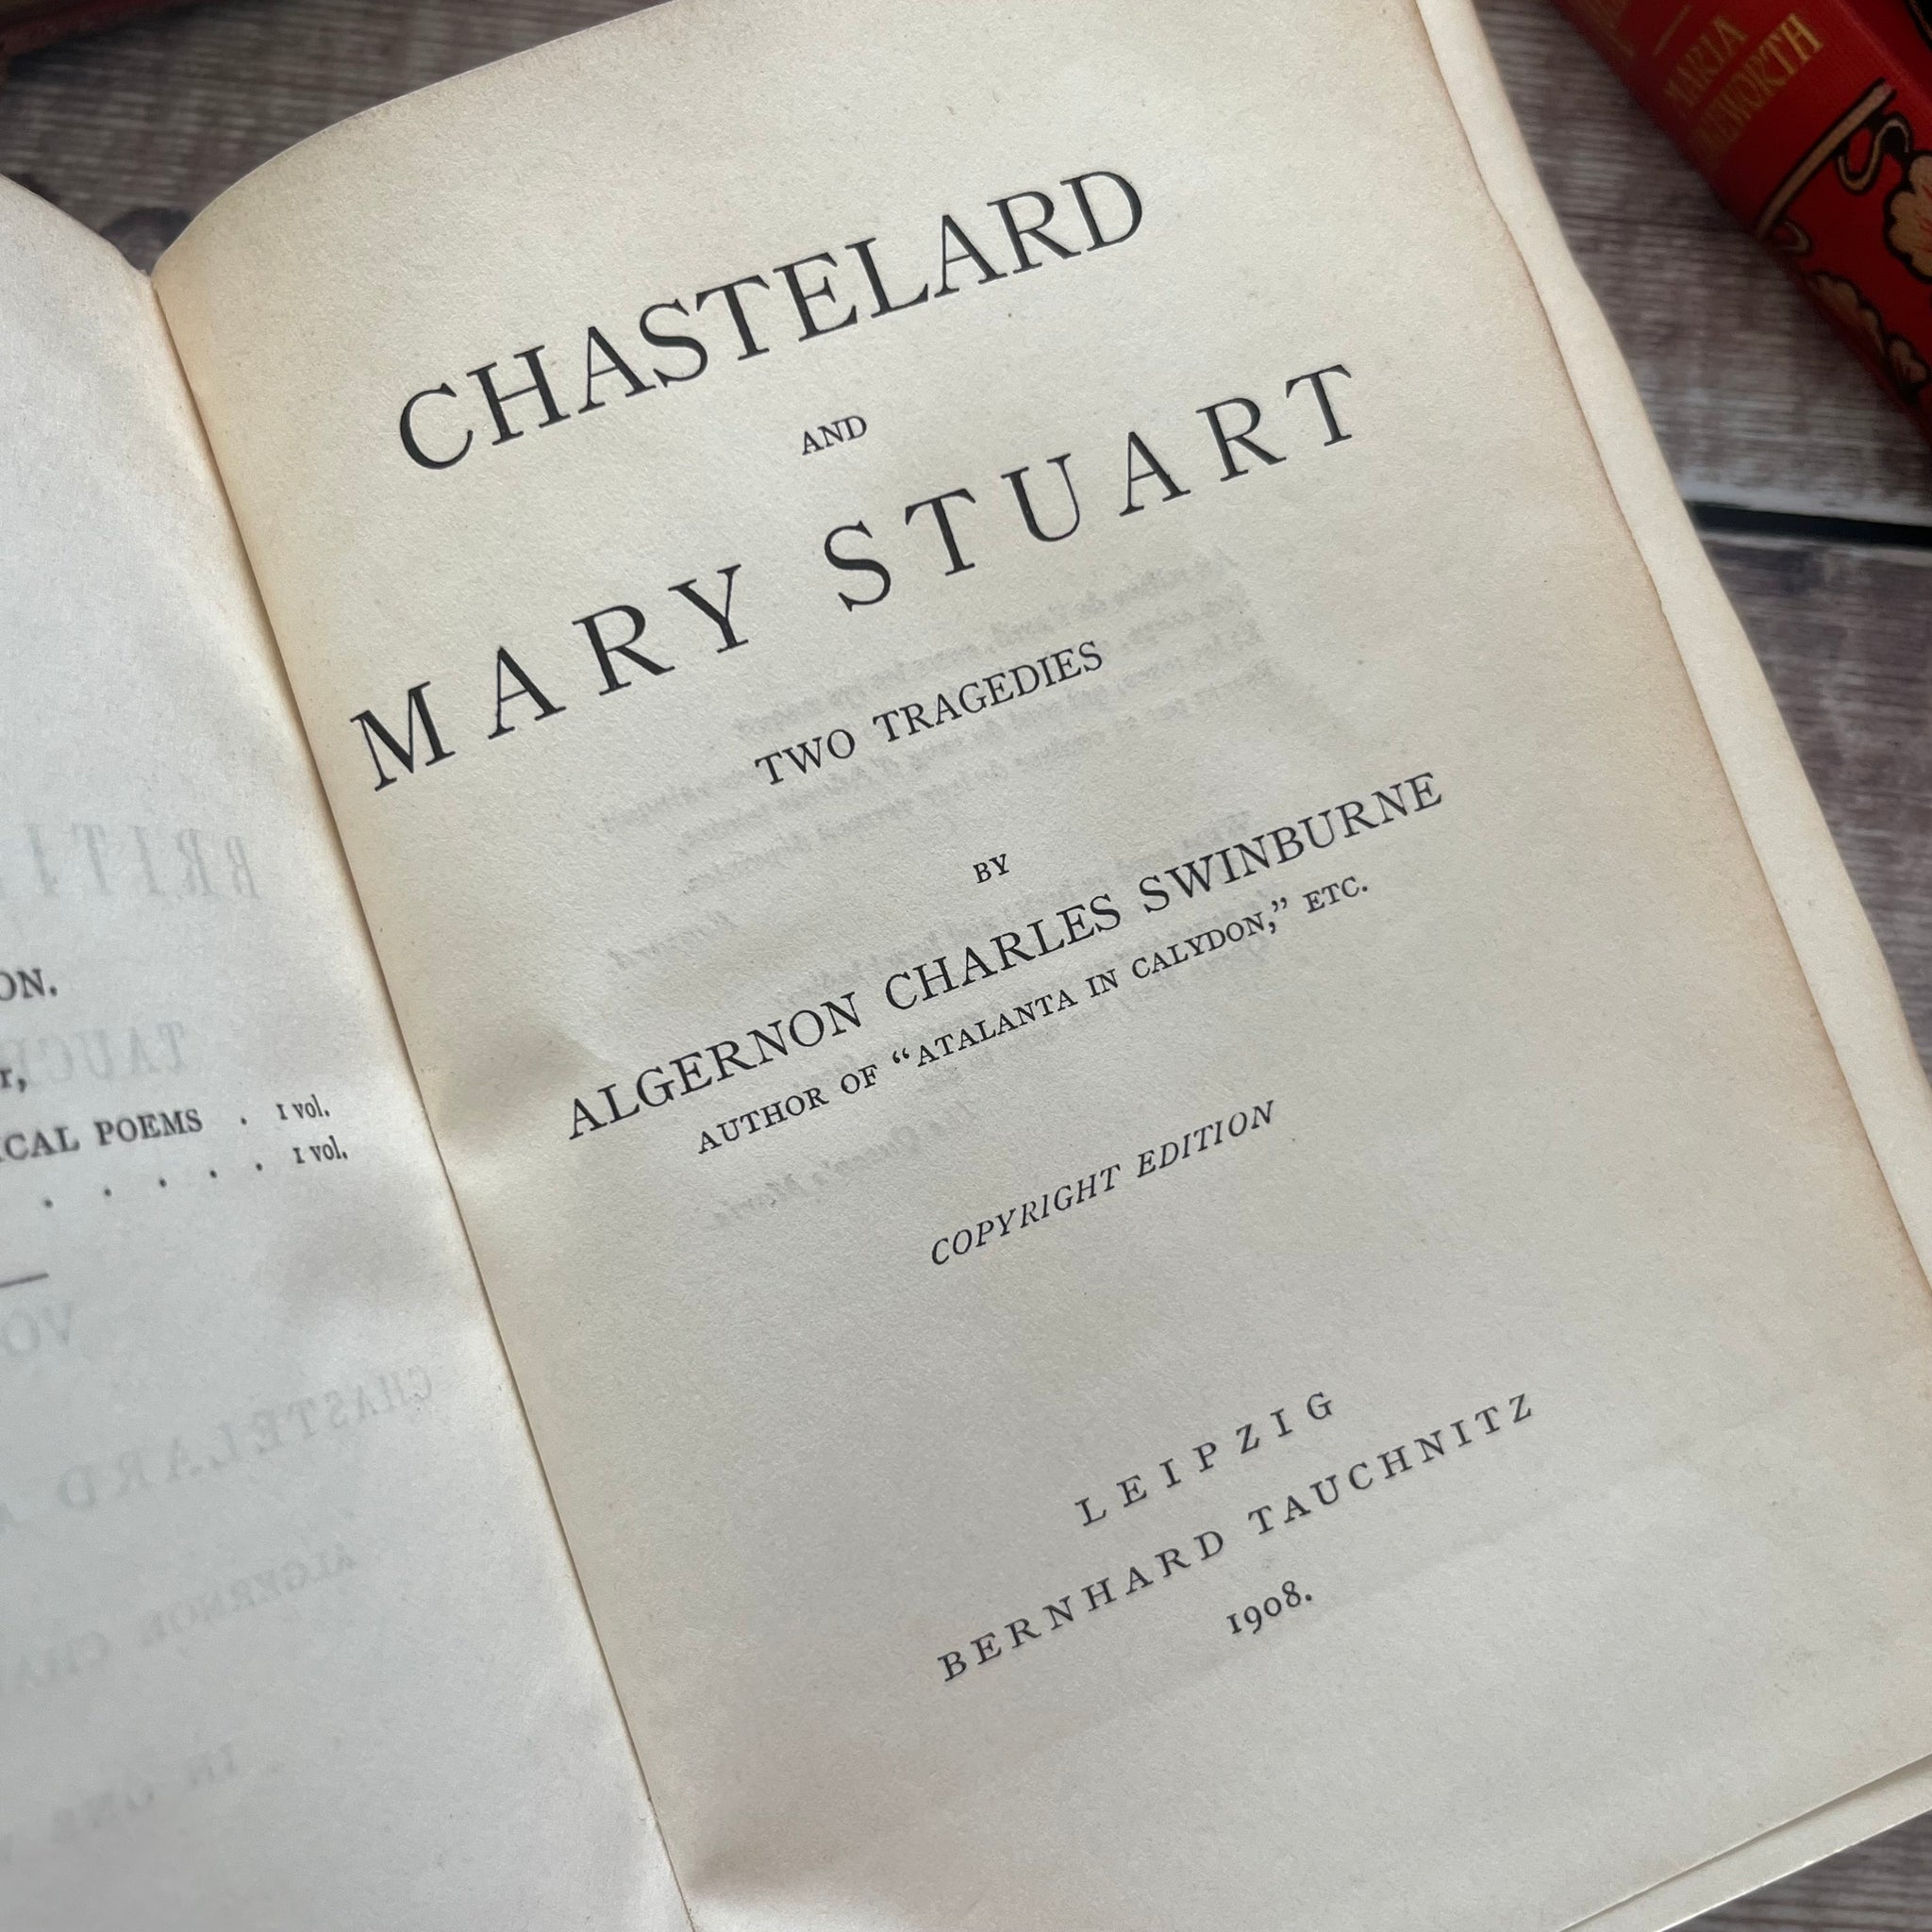 ON.
r,
ICAL POEMS . 1 vol.
. . . . . 1 vol.
CHASTELARD
AND
MARY STUART
TWO TRAGEDIES
BY
ALGERNON CHARLES SWINBURNE
AUTHOR OF “ATALANTA IN CALYDON,” ETC.
COPYRIGHT EDITION
LEIPZIG
BERNHARD TAUCHNITZ
1908.
MARIA